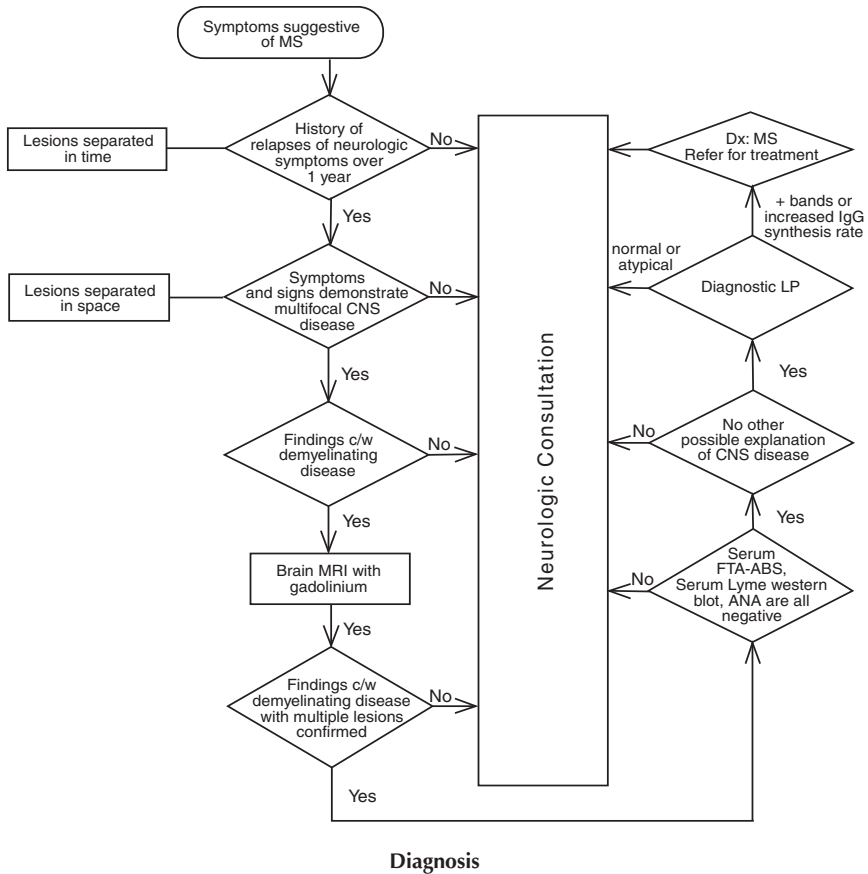 Symptoms suggestive
of MS
Lesions separated
in time
History of
relapses of neurologic
symptoms over
1 year
No
Yes
Lesions separated
in space
Symptoms
and signs demonstrate
multifocal CNS
disease
No
Yes
Findings c/w
demyelinating
disease
No
Yes
Brain MRI with
gadolinium
Yes
Findings c/w
demyelinating disease
with multiple lesions
confirmed
No
Yes
Neurologic Consultation
Dx: MS
Refer for treatment
+ bands or
increased IgG
synthesis rate
normal or
atypical
Diagnostic LP
Yes
No other
possible explanation
of CNS disease
No
Yes
Serum
FTA-ABS,
Serum Lyme western
blot, ANA are all
negative
No
Diagnosis